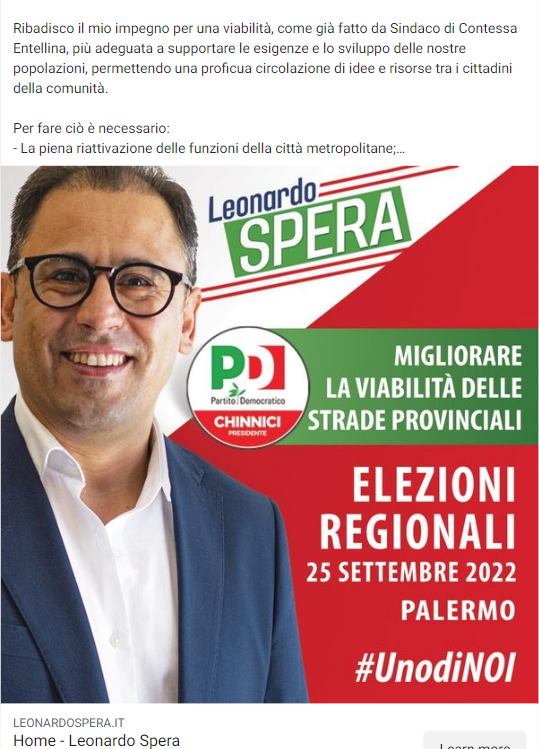 Ribadisco il mio impegno per una viabilità, come già fatto da Sindaco di Contessa
Entellina, più adeguata a supportare le esigenze e lo sviluppo delle nostre
popolazioni, permettendo una proficua circolazione di idee e risorse tra i cittadini
della comunità.
Per fare ciò è necessario:
- La piena riattivazione delle funzioni della città metropolitane;...
Leonardo
SPERA
PD
Partito Democratico
CHINNICI
PRESIDENTE
MIGLIORARE
LA VIABILITÀ DELLE
STRADE PROVINCIALI
ELEZIONI
REGIONALI
25 SETTEMBRE 2022
PALERMO
#UnodiNOI
LEONARDOSPERA.IT
Home - Leonardo Spera
Learn more